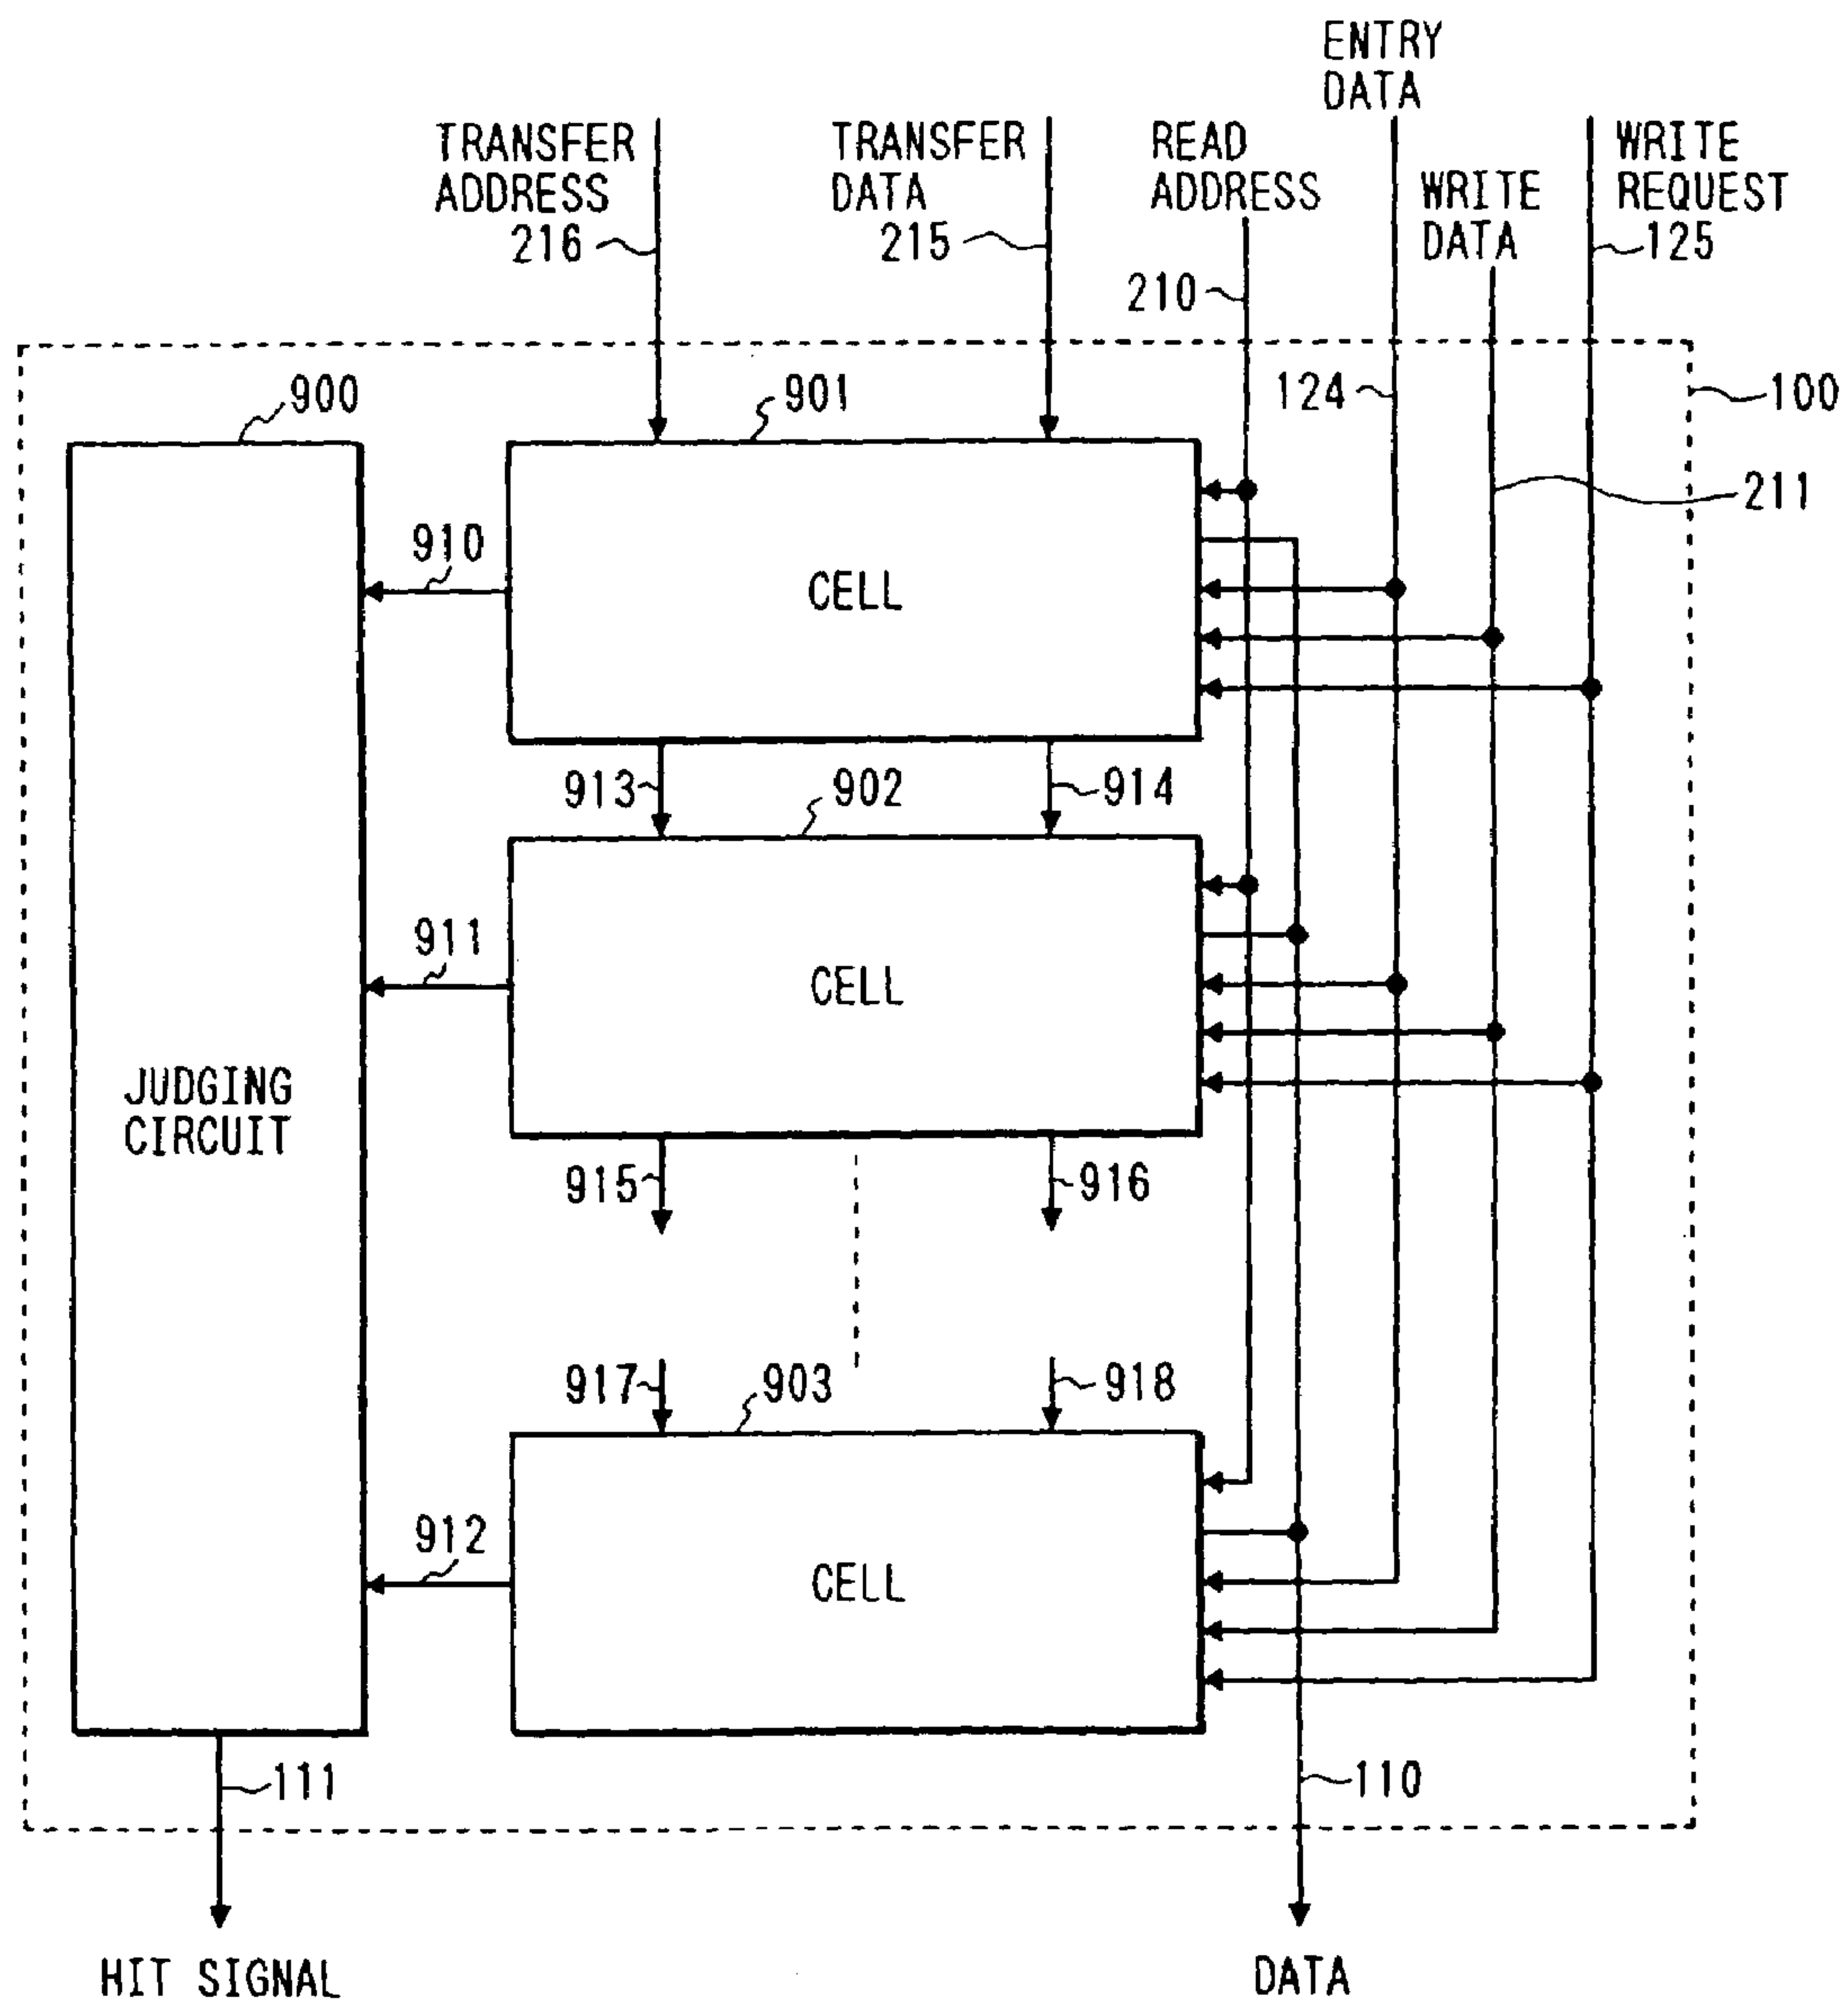 ENTRY
DATA
TRANSFER
ADDRESS
216
TRANSFER
DATA
215
READ
ADDRESS
210
WRITE
DATA
WRITE
REQUEST
125
124
100
900
901
211
910
CELL
913
902
914
911
CELL
JUDGING
CIRCUIT
915
916
917
903
918
912
CELL
111
110
HIT SIGNAL
DATA